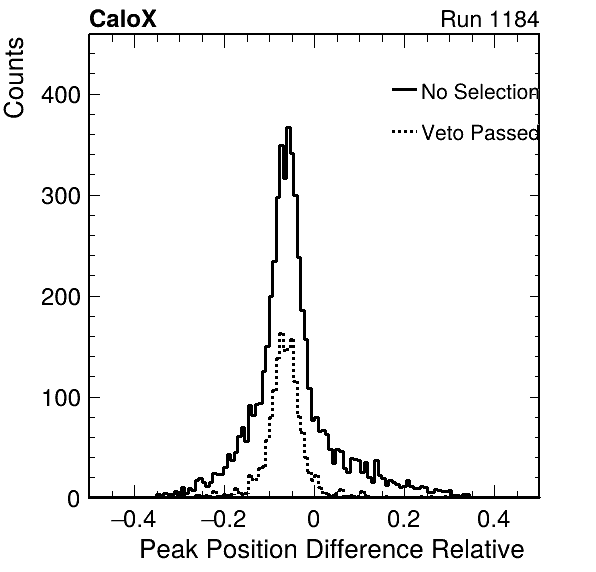 CaloX Run 1184
Counts
No Selection
Veto Passed
400
300
200
100
0
−0.4 −0.2 0 0.2 0.4
Peak Position Difference Relative